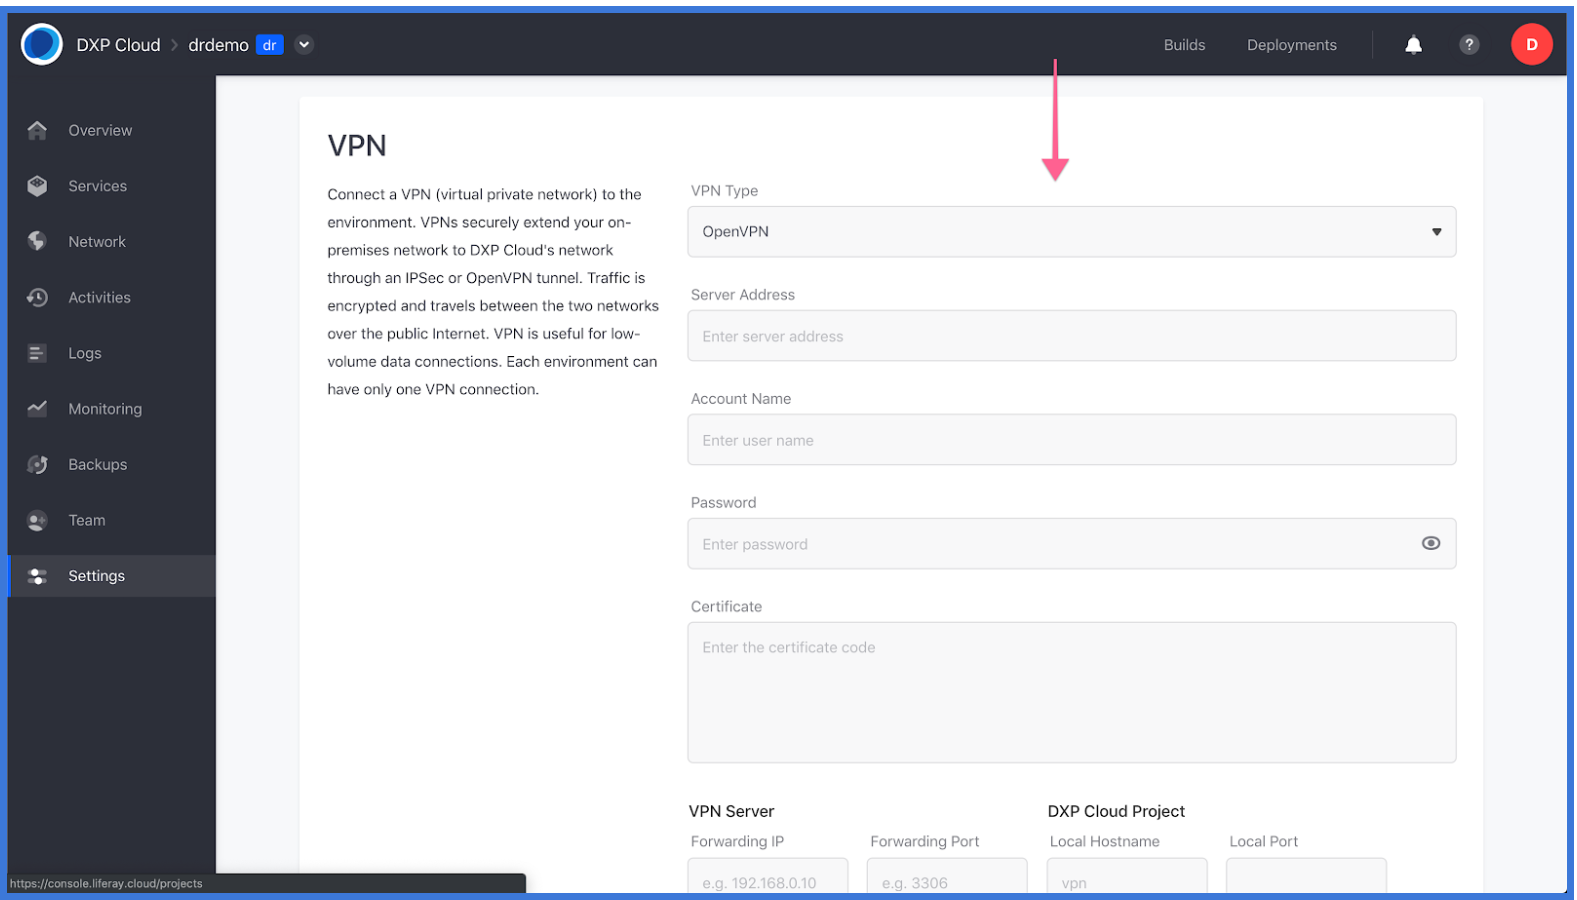 DXP Cloud > drdemo dr
Builds
Deployments
?
D
Overview
Services
Network
Activities
Logs
Monitoring
Backups
Team
Settings
VPN
Connect a VPN (virtual private network) to the
environment. VPNs securely extend your on-
premises network to DXP Cloud's network
through an IPSec or OpenVPN tunnel. Traffic is
encrypted and travels between the two networks
over the public Internet. VPN is useful for low-
volume data connections. Each environment can
have only one VPN connection.
VPN Type
OpenVPN
Server Address
Enter server address
Account Name
Enter user name
Password
Enter password
Certificate
Enter the certificate code
VPN Server
DXP Cloud Project
Forwarding IP
Forwarding Port
Local Hostname
Local Port
e.g. 192.168.0.10
e.g. 3306
vpn
https://console.liferay.cloud/projects